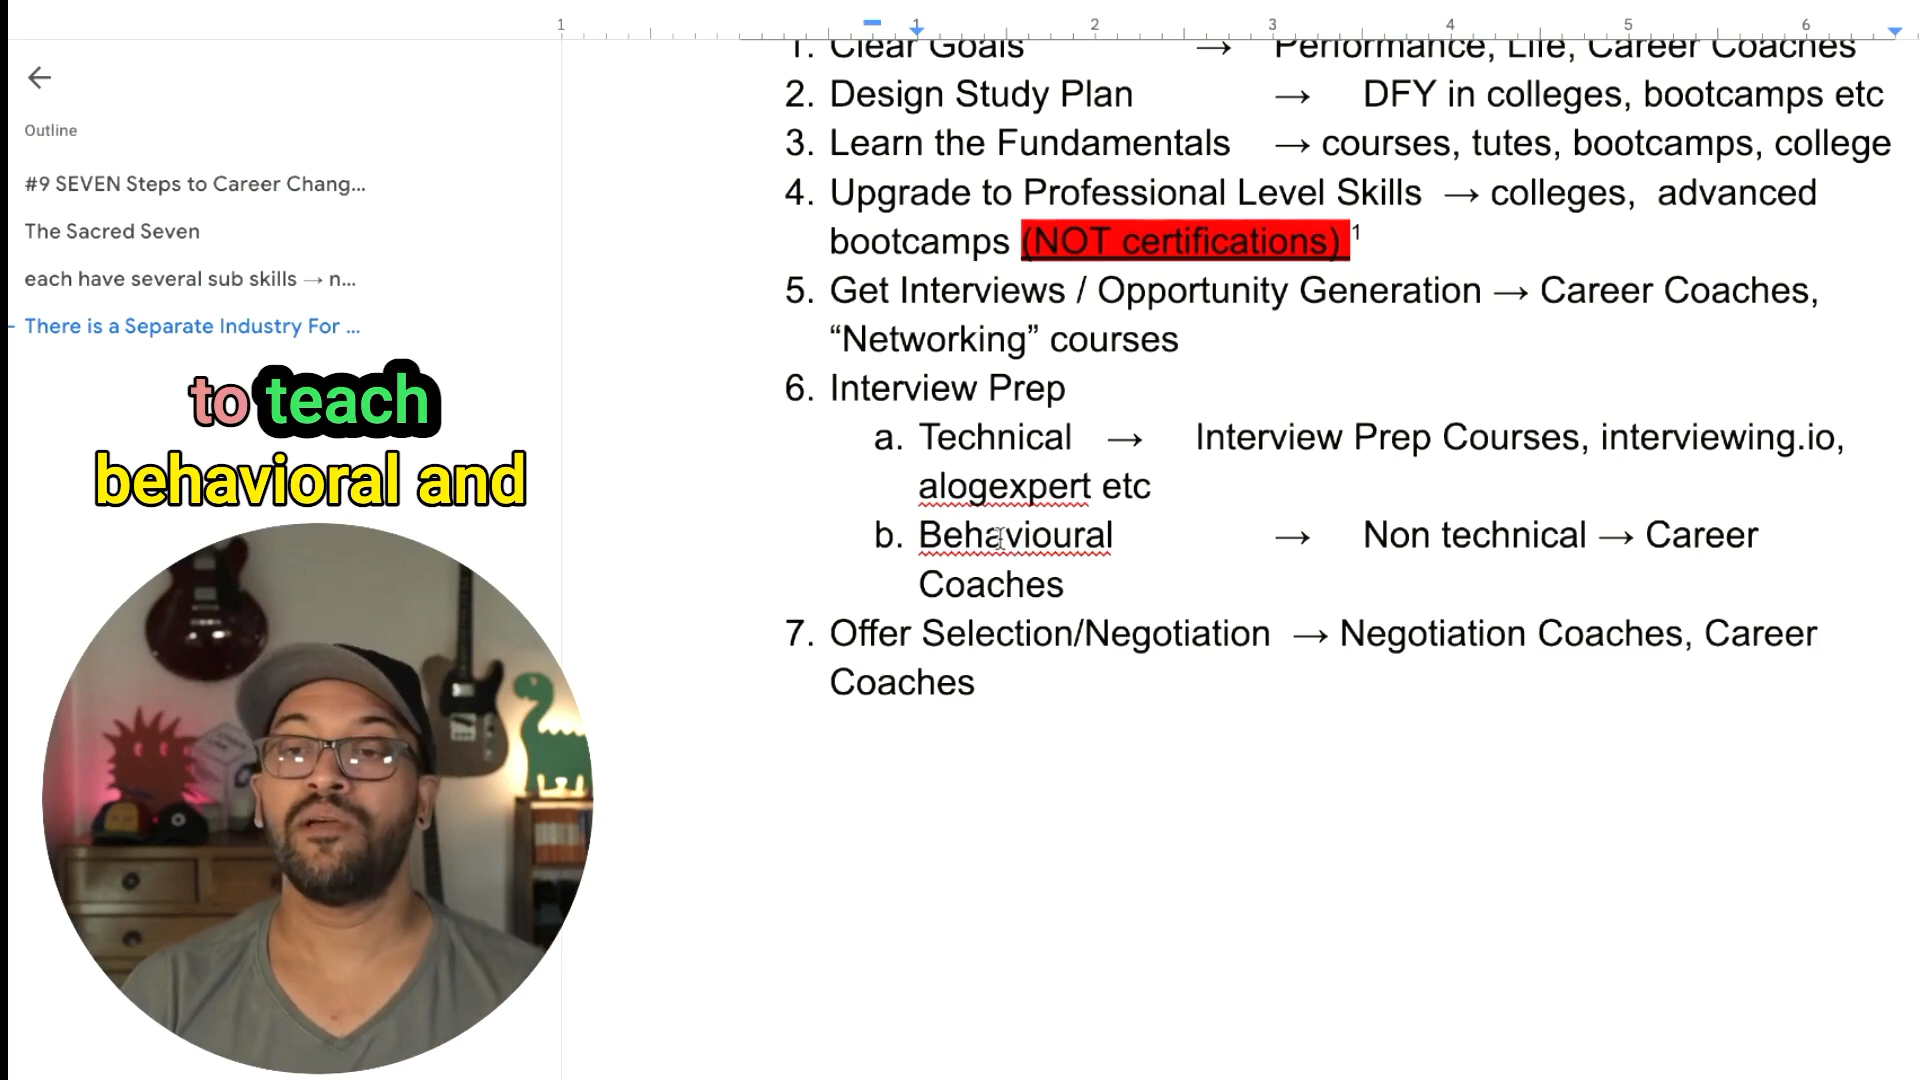 1 1 2 3 4 5 6
Outline
#9 SEVEN Steps to Career Chang...
The Sacred Seven
each have several sub skills → n...
There is a Separate Industry For ...
to teach
behavioral and
1. Clear Goals → Performance, Life, Career Coaches
2. Design Study Plan → DFY in colleges, bootcamps etc
3. Learn the Fundamentals → courses, tutes, bootcamps, college
4. Upgrade to Professional Level Skills → colleges, advanced
bootcamps (NOT certifications) 1
5. Get Interviews / Opportunity Generation → Career Coaches,
“Networking” courses
6. Interview Prep
a. Technical → Interview Prep Courses, interviewing.io,
alogexpert etc
b. Behavioural → Non technical → Career
Coaches
7. Offer Selection/Negotiation → Negotiation Coaches, Career
Coaches